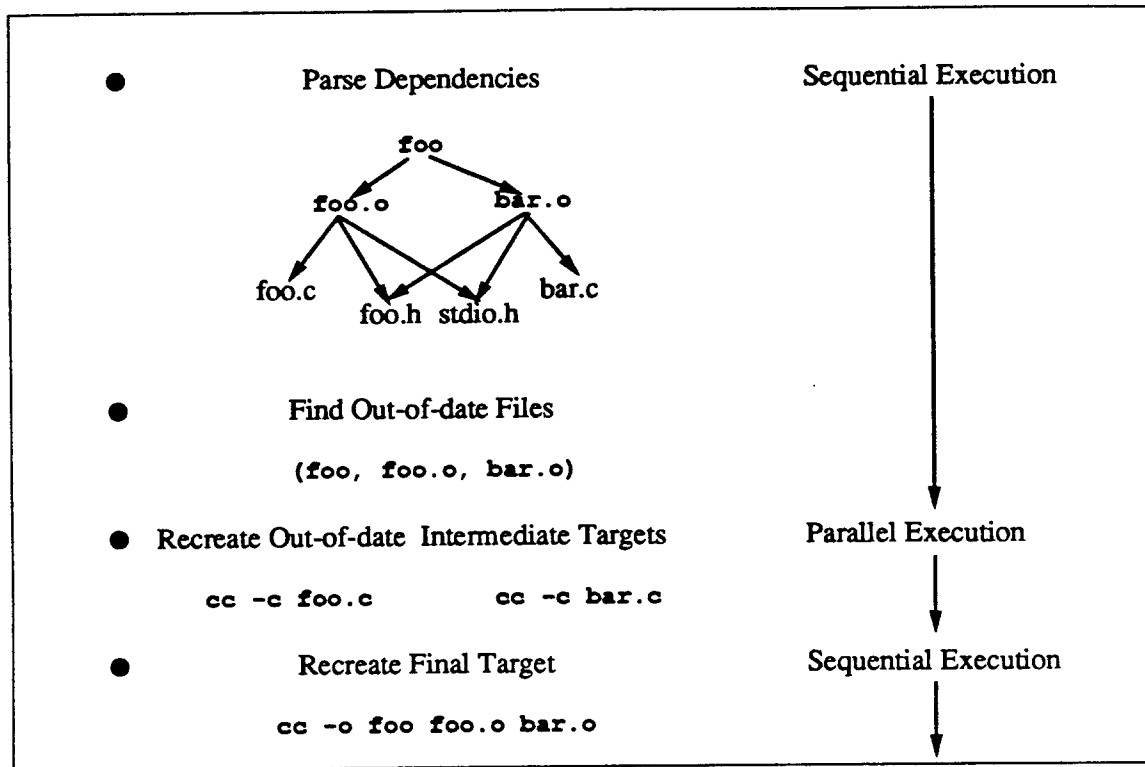 ● Parse Dependencies Sequential Execution
foo
foo.o bar.o
foo.c bar.c
foo.h stdio.h
● Find Out-of-date Files
(foo, foo.o, bar.o)
● Recreate Out-of-date Intermediate Targets Parallel Execution
cc -c foo.c cc -c bar.c
● Recreate Final Target Sequential Execution
cc -o foo foo.o bar.o